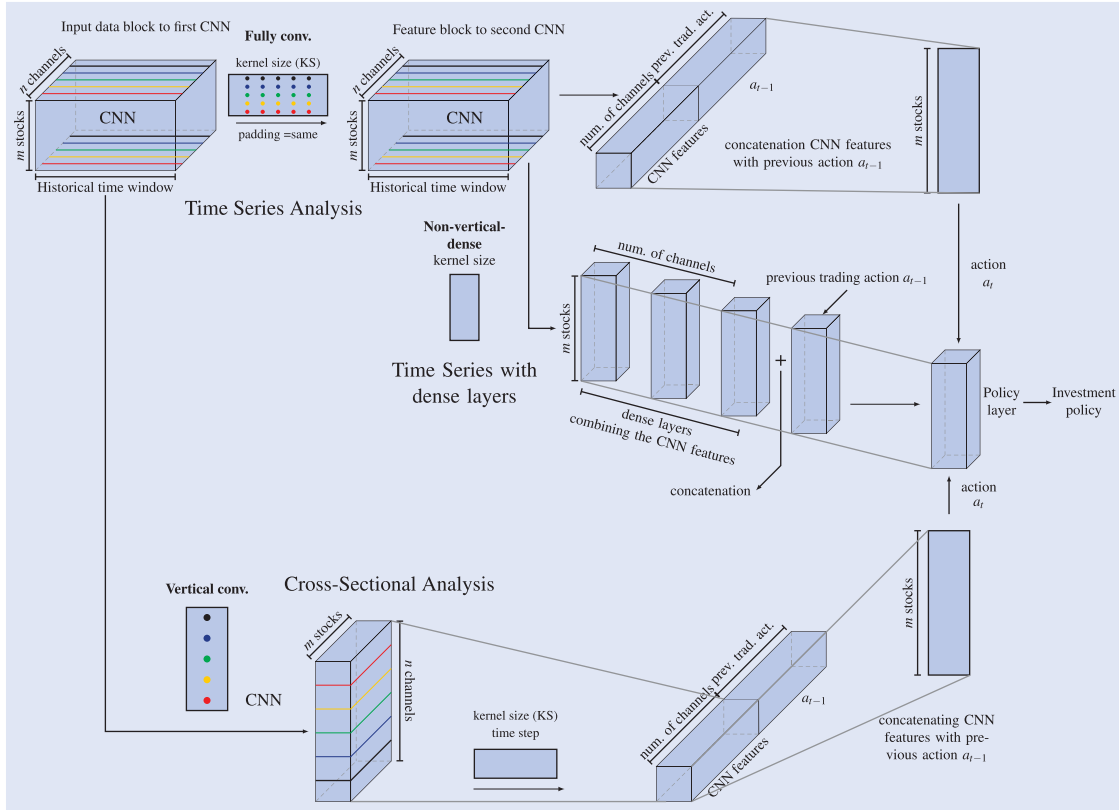 Input data block to first CNN
Fully conv.
Feature block to second CNN
n channels
kernel size (KS)
padding =same
CNN
m stocks
Historical time window
n channels
CNN
m stocks
Historical time window
num. of channels
prev. trad. act.
a_{t−1}
CNN features
concatenation CNN features
with previous action a_{t−1}
m stocks
Time Series Analysis
Non-vertical-
dense
kernel size
num. of channels
previous trading action a_{t−1}
action
a_t
m stocks
+
Time Series with
dense layers
dense layers
combining the CNN features
concatenation
Policy
layer
Investment
policy
action
a_t
Vertical conv.
Cross-Sectional Analysis
CNN
m stocks
n channels
kernel size (KS)
time step
num. of channels
prev. trad. act.
a_{t−1}
CNN features
m stocks
concatenating CNN
features with pre-
vious action a_{t−1}